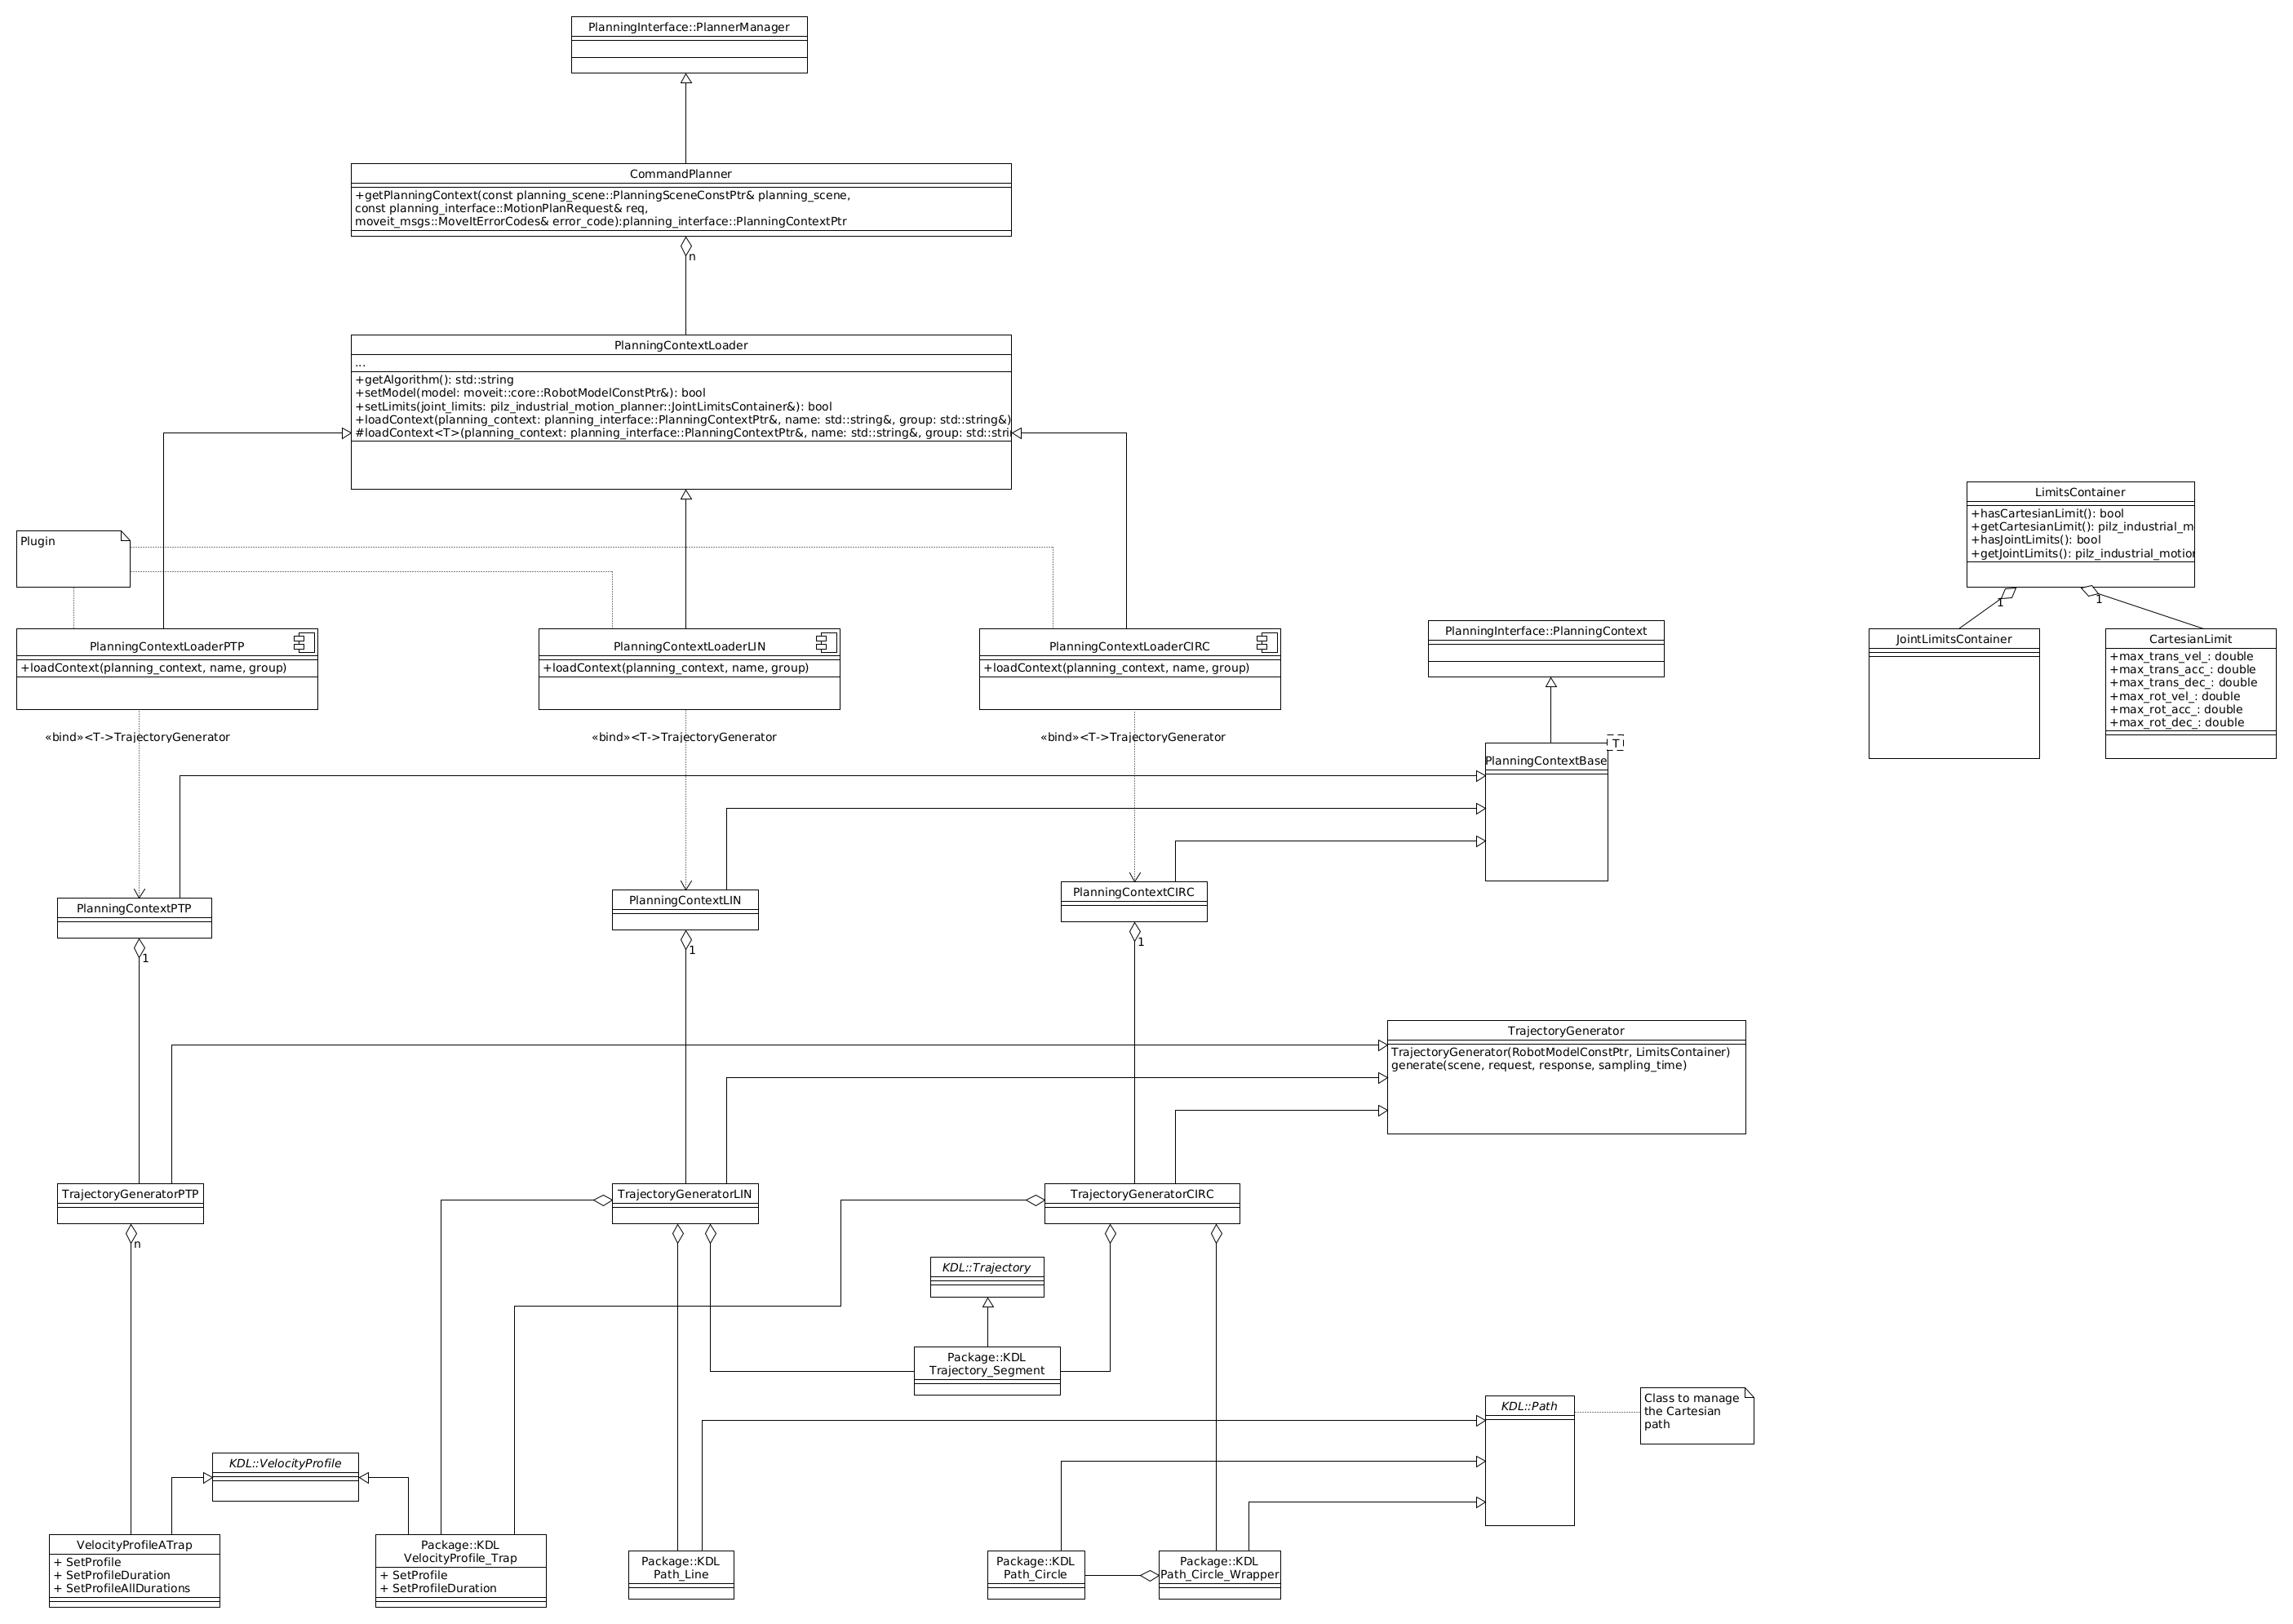 PlanningInterface::PlannerManager
CommandPlanner
+getPlanningContext(const planning_scene::PlanningSceneConstPtr& planning_scene,
const planning_interface::MotionPlanRequest& req,
moveit_msgs::MoveItErrorCodes& error_code):planning_interface::PlanningContextPtr
n
PlanningContextLoader
...
+getAlgorithm(): std::string
+setModel(model: moveit::core::RobotModelConstPtr&): bool
+setLimits(joint_limits: pilz_industrial_motion_planner::JointLimitsContainer&): bool
+loadContext(planning_context: planning_interface::PlanningContextPtr&, name: std::string&, group: std::string&)
#loadContext<T>(planning_context: planning_interface::PlanningContextPtr&, name: std::string&, group: std::stri
LimitsContainer
+hasCartesianLimit(): bool
+getCartesianLimit(): pilz_industrial_m
+hasJointLimits(): bool
+getJointLimits(): pilz_industrial_motion
1
1
Plugin
PlanningContextLoaderPTP
+loadContext(planning_context, name, group)
PlanningContextLoaderLIN
+loadContext(planning_context, name, group)
PlanningContextLoaderCIRC
+loadContext(planning_context, name, group)
PlanningInterface::PlanningContext
JointLimitsContainer
CartesianLimit
+max_trans_vel_: double
+max_trans_acc_: double
+max_trans_dec_: double
+max_rot_vel_: double
+max_rot_acc_: double
+max_rot_dec_: double
«bind»<T->TrajectoryGenerator
«bind»<T->TrajectoryGenerator
«bind»<T->TrajectoryGenerator
T
PlanningContextBase
PlanningContextPTP
1
PlanningContextLIN
1
PlanningContextCIRC
1
TrajectoryGenerator
TrajectoryGenerator(RobotModelConstPtr, LimitsContainer)
generate(scene, request, response, sampling_time)
TrajectoryGeneratorPTP
n
TrajectoryGeneratorLIN
TrajectoryGeneratorCIRC
KDL::Trajectory
Package::KDL
Trajectory_Segment
KDL::Path
Class to manage
the Cartesian
path
KDL::VelocityProfile
VelocityProfileATrap
+ SetProfile
+ SetProfileDuration
+ SetProfileAllDurations
Package::KDL
VelocityProfile_Trap
+ SetProfile
+ SetProfileDuration
Package::KDL
Path_Line
Package::KDL
Path_Circle
Package::KDL
Path_Circle_Wrapper